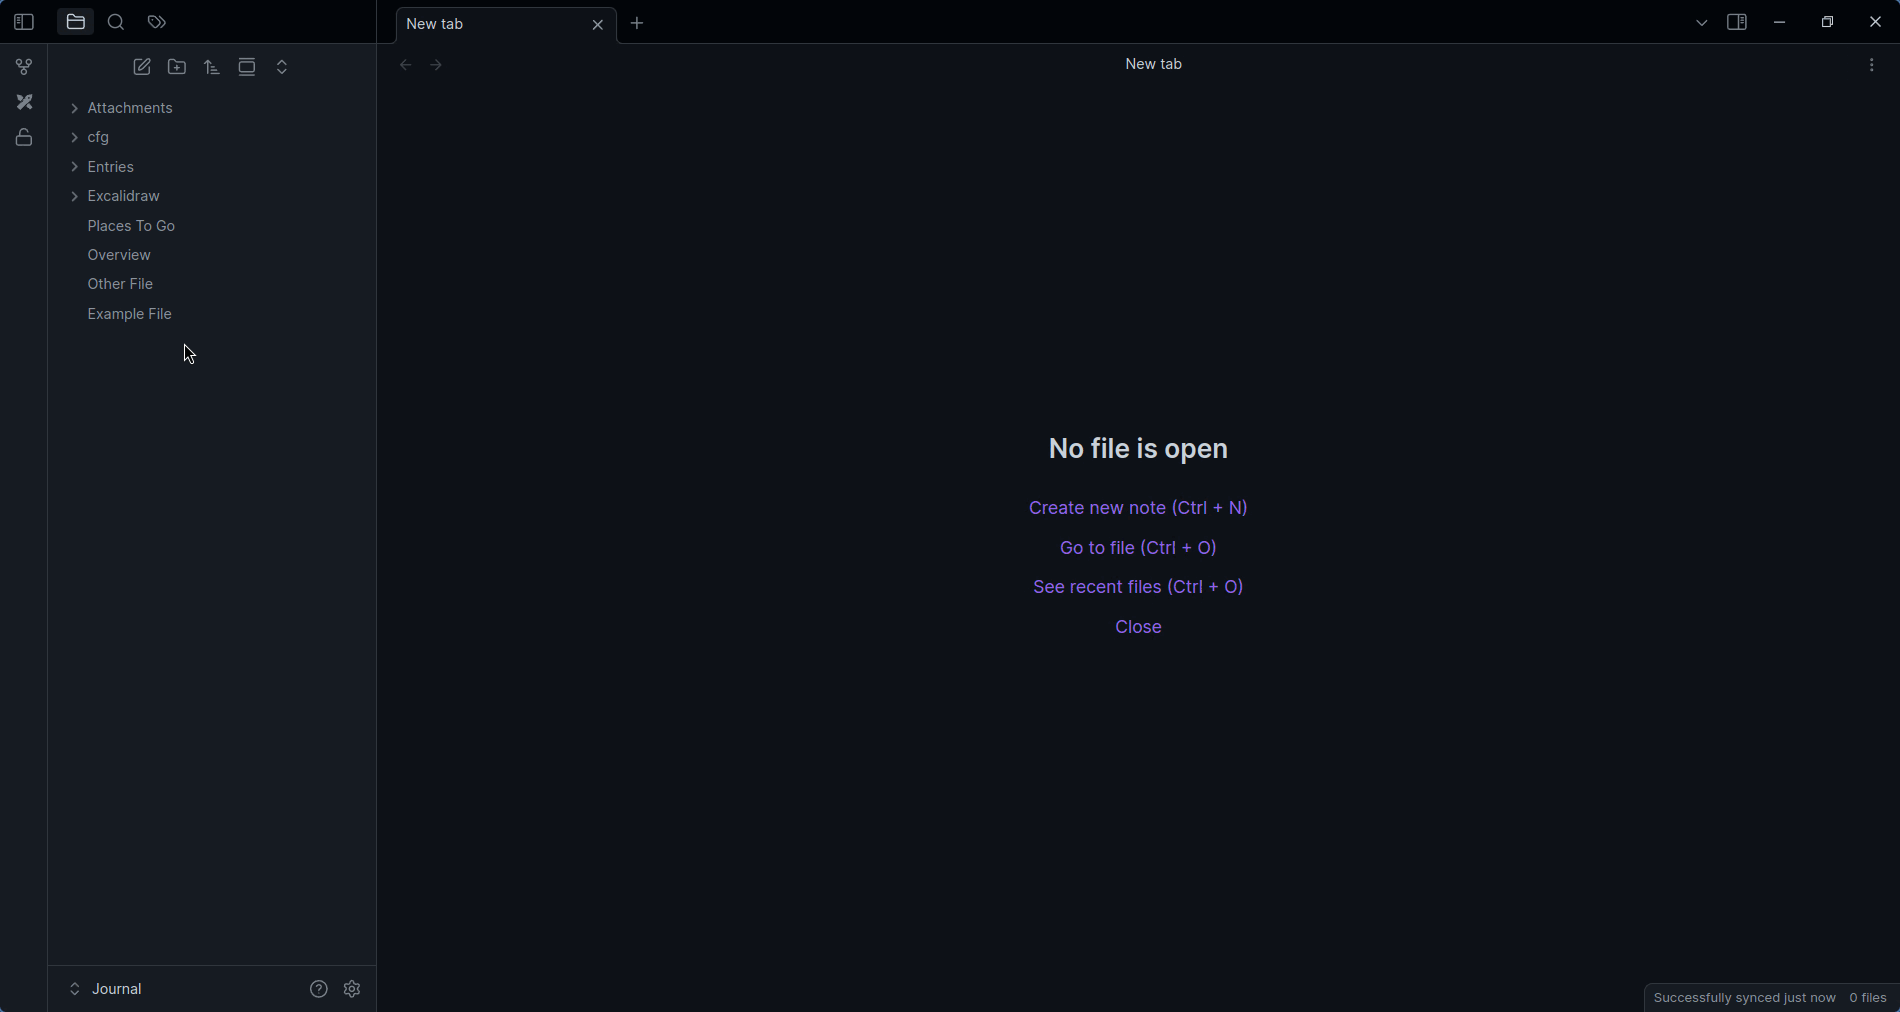 New tab
New tab
Attachments
cfg
Entries
Excalidraw
Places To Go
Overview
Other File
Example File
No file is open
Create new note (Ctrl + N)
Go to file (Ctrl + O)
See recent files (Ctrl + O)
Close
Journal
Successfully synced just now 0 files